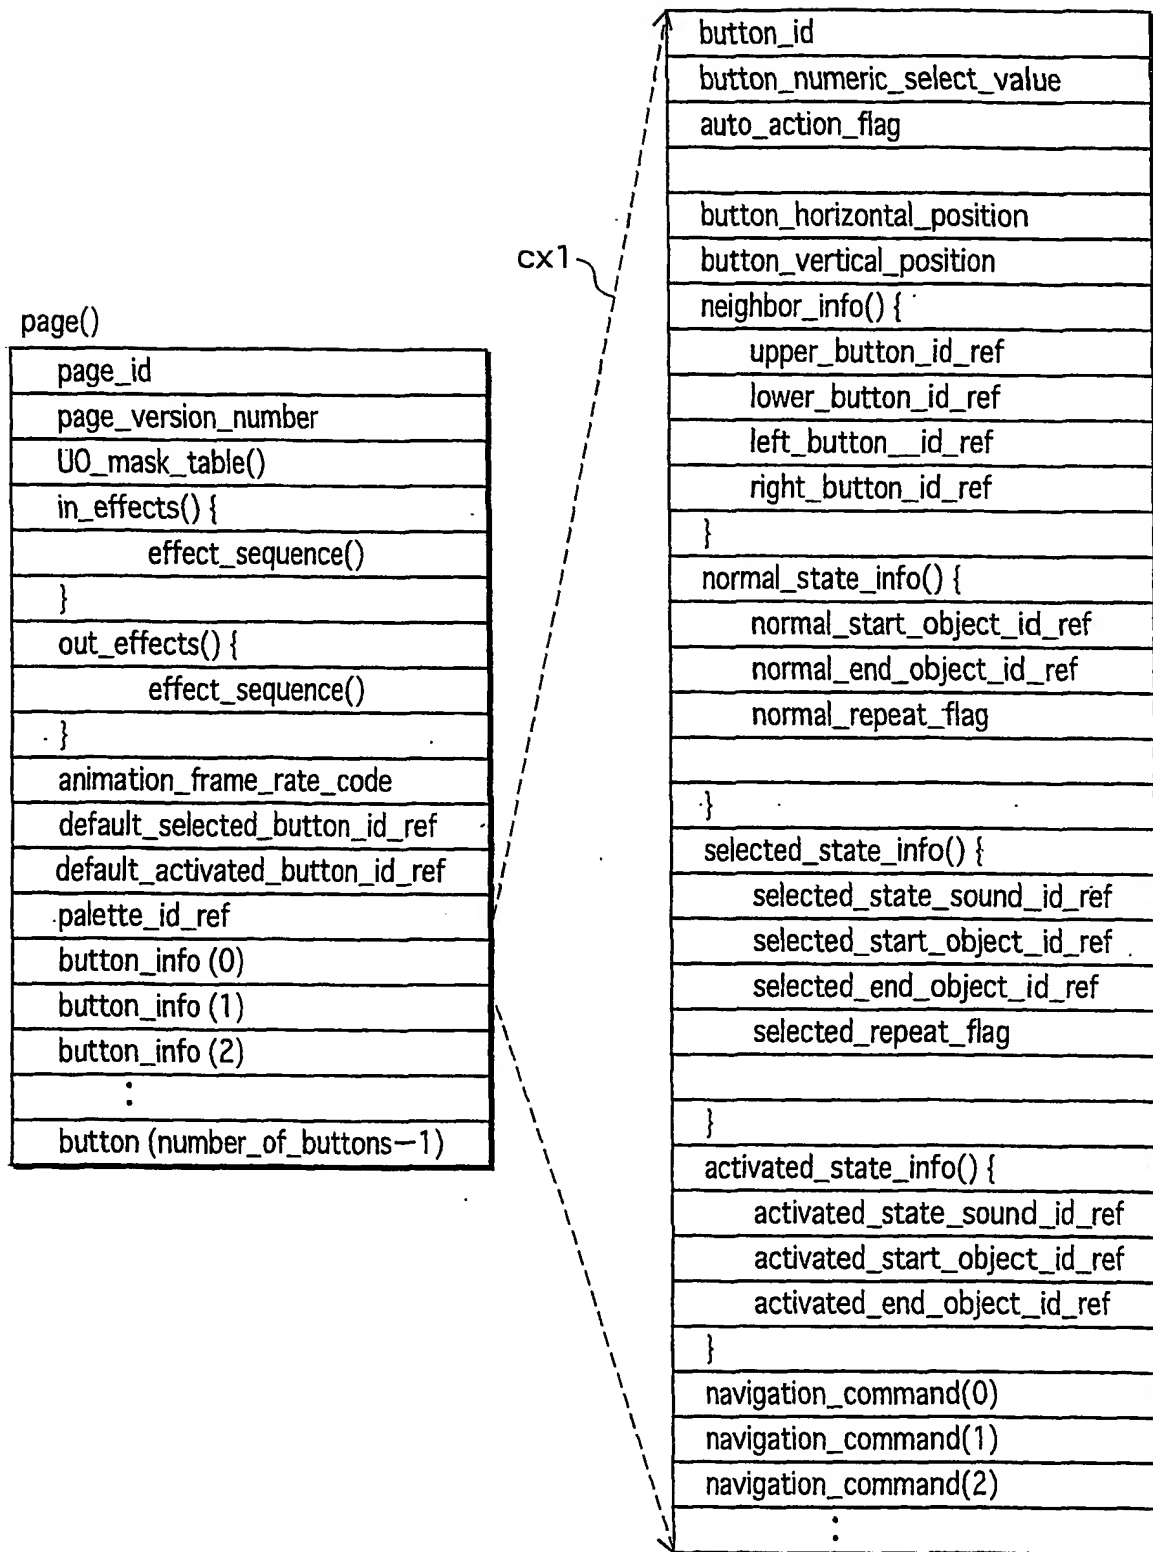 page()
page_id
page_version_number
UO_mask_table()
in_effects() {
effect_sequence()
}
out_effects() {
effect_sequence()
}
animation_frame_rate_code
default_selected_button_id_ref
default_activated_button_id_ref
palette_id_ref
button_info (0)
button_info (1)
button_info (2)
:
button (number_of_buttons−1)
cx1
button_id
button_numeric_select_value
auto_action_flag
button_horizontal_position
button_vertical_position
neighbor_info() {
upper_button_id_ref
lower_button_id_ref
left_button__id_ref
right_button_id_ref
}
normal_state_info() {
normal_start_object_id_ref
normal_end_object_id_ref
normal_repeat_flag
}
selected_state_info() {
selected_state_sound_id_ref
selected_start_object_id_ref
selected_end_object_id_ref
selected_repeat_flag
}
activated_state_info() {
activated_state_sound_id_ref
activated_start_object_id_ref
activated_end_object_id_ref
}
navigation_command(0)
navigation_command(1)
navigation_command(2)
: